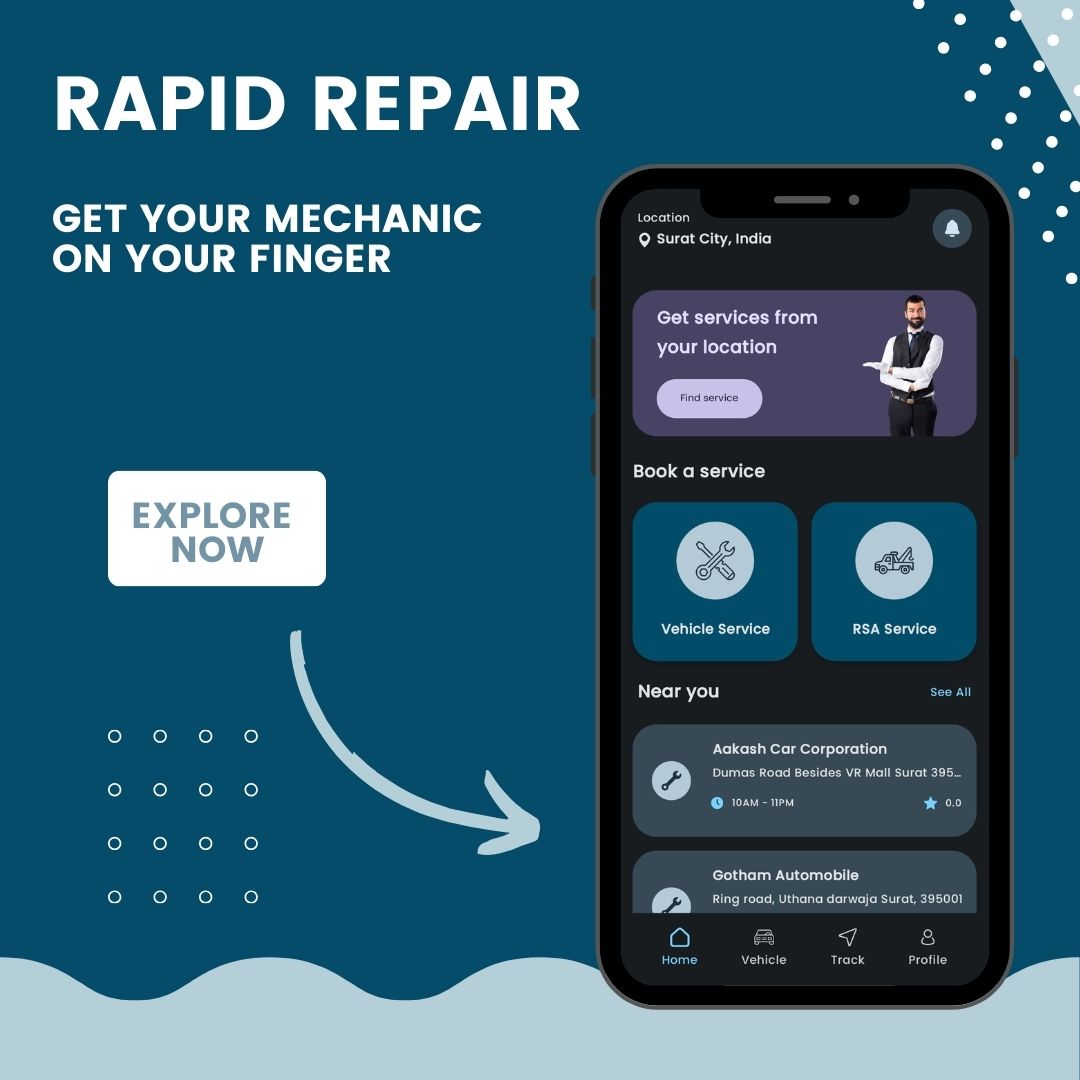 RAPID REPAIR
GET YOUR MECHANIC
ON YOUR FINGER
EXPLORE
NOW
Location
Surat City, India
Get services from
your location
Find service
Book a service
Vehicle Service
RSA Service
Near you
See All
Aakash Car Corporation
Dumas Road Besides VR Mall Surat 395...
10AM - 11PM
0.0
Gotham Automobile
Ring road, Uthana darwaja Surat, 395001
Home
Vehicle
Track
Profile